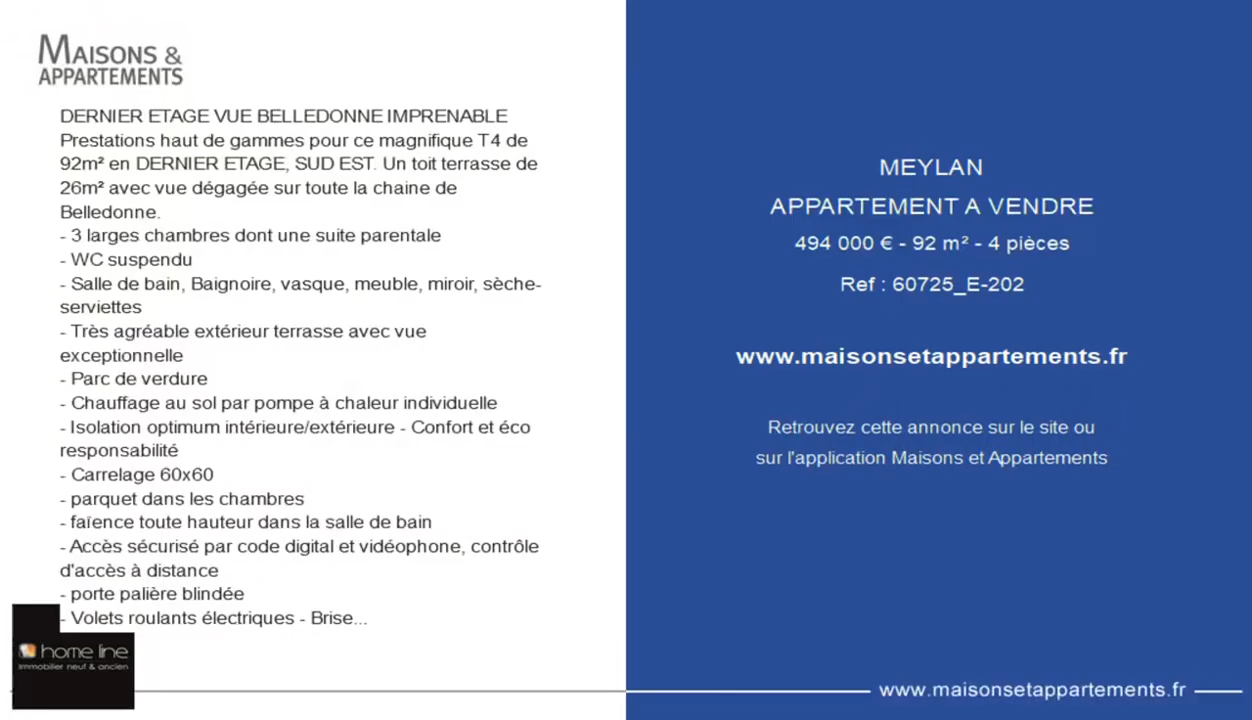 MAISONS &
APPARTEMENTS
DERNIER ETAGE VUE BELLEDONNE IMPRENABLE
Prestations haut de gammes pour ce magnifique T4 de
92m² en DERNIER ETAGE, SUD EST. Un toit terrasse de
26m² avec vue dégagée sur toute la chaine de
Belledonne.
- 3 larges chambres dont une suite parentale
- WC suspendu
- Salle de bain, Baignoire, vasque, meuble, miroir, sèche-
serviettes
- Très agréable extérieur terrasse avec vue
exceptionnelle
- Parc de verdure
- Chauffage au sol par pompe à chaleur individuelle
- Isolation optimum intérieure/extérieure - Confort et éco
responsabilité
- Carrelage 60x60
- parquet dans les chambres
- faïence toute hauteur dans la salle de bain
- Accès sécurisé par code digital et vidéophone, contrôle
d'accès à distance
- porte palière blindée
- Volets roulants électriques - Brise...
home line
Immobilier neuf & ancien
MEYLAN
APPARTEMENT A VENDRE
494 000 € - 92 m² - 4 pièces
Ref : 60725_E-202
www.maisonsetappartements.fr
Retrouvez cette annonce sur le site ou
sur l'application Maisons et Appartements
www.maisonsetappartements.fr